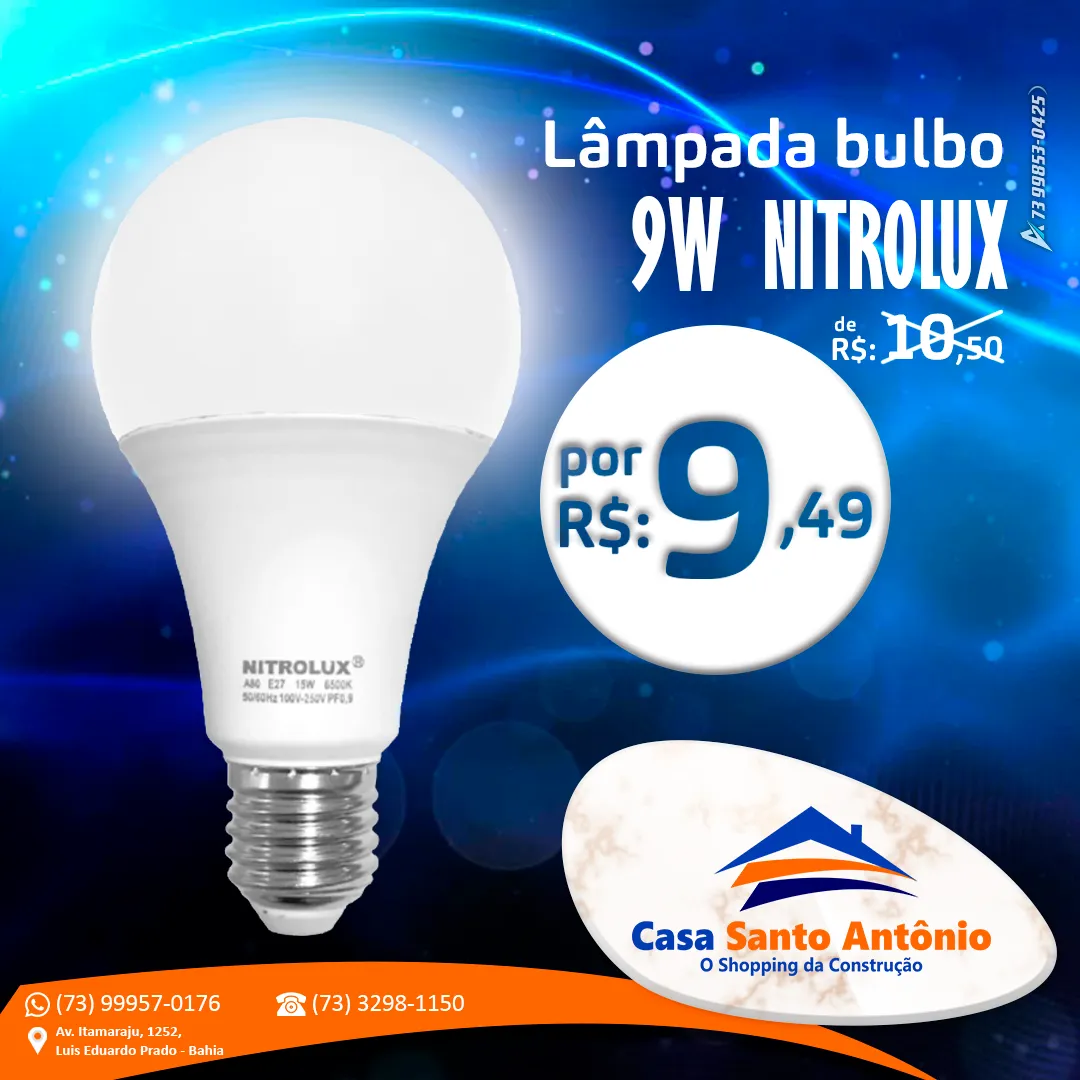 Lâmpada bulbo
9W NITROLUX
73 99853-0425
de
R$: 10,50
por
R$: 9,49
NITROLUX®
A80 E27 15W 6500K
50/60Hz 100V-250V PF0,9
Casa Santo Antônio
O Shopping da Construção
(73) 99957-0176
(73) 3298-1150
Av. Itamaraju, 1252,
Luis Eduardo Prado - Bahia